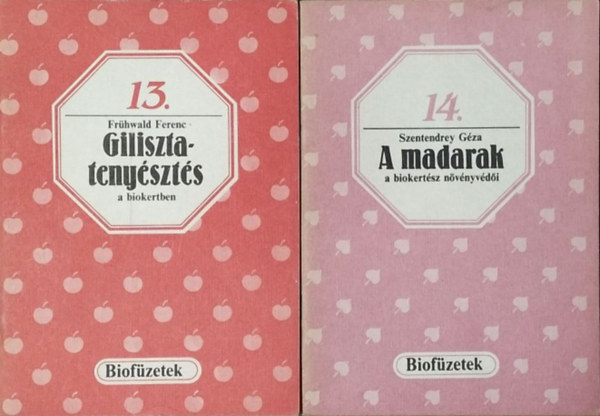 13.
Frühwald Ferenc
Giliszta-
tenyésztés
a biokertben
Biofüzetek
14.
Szentendrey Géza
A madarak
a biokertész növényvédői
Biofüzetek